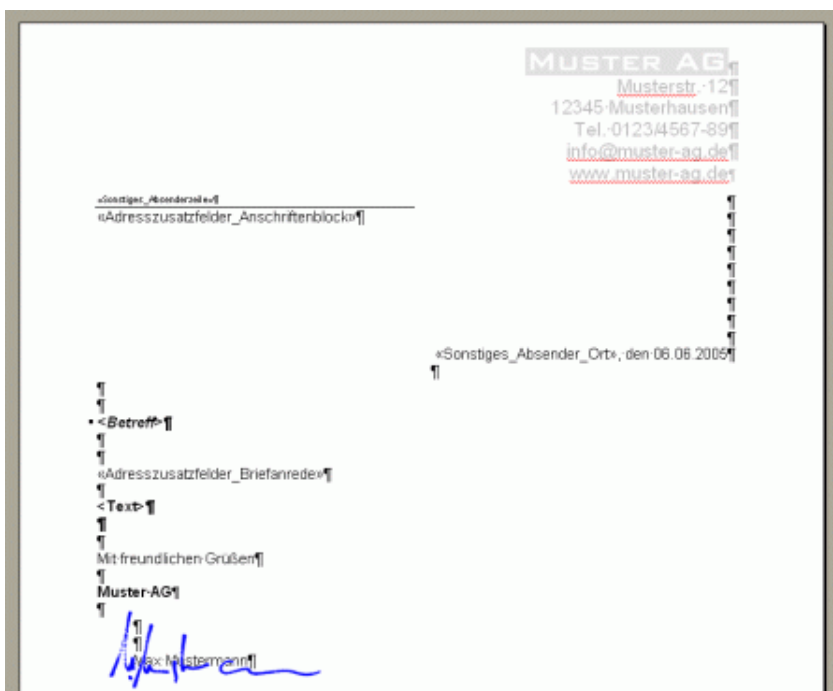 MUSTER AG¶
Musterstr.·12¶
12345·Musterhausen¶
Tel.·0123/4567-89¶
info@muster-ag.de¶
www.muster-ag.de¶
«Sonstiges_Absenderzeile»¶
«Adresszusatzfelder_Anschriftenblock»¶
«Sonstiges_Absender_Ort», den·06.06.2005¶
<Betreff>¶
«Adresszusatzfelder_Briefanrede»¶
<Text>¶
Mit·freundlichen·Grüßen¶
Muster·AG¶
Max·Mustermann¶